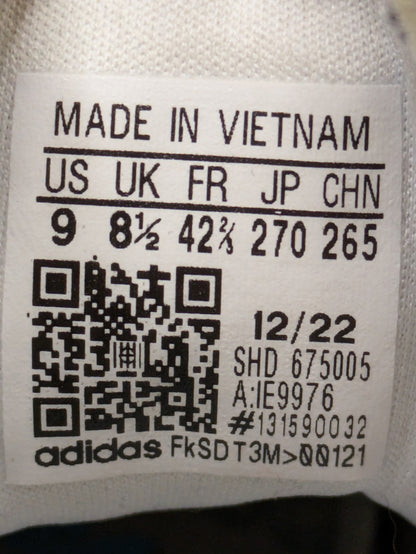 MADE IN VIETNAM
US UK FR JP CHN
9 8½ 42⅔ 270 265
12/22
SHD 675005
A:IE9976
#131590032
adidas FkSDT3M>00121